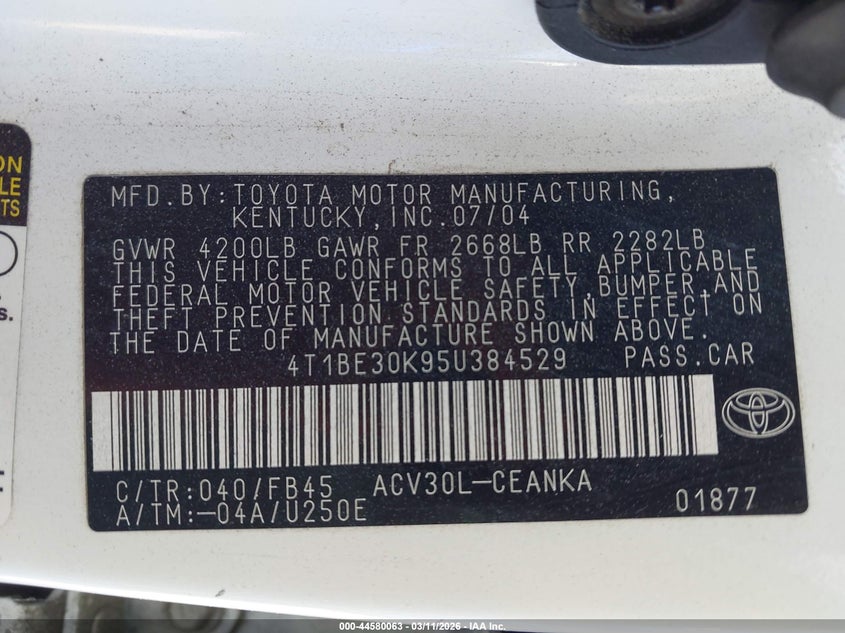 ON
LE
TS
s.
MFD.BY:TOYOTA MOTOR MANUFACTURING,
KENTUCKY,INC.07/04
GVWR 4200LB GAWR FR 2668LB RR 2282LB
THIS VEHICLE CONFORMS TO ALL APPLICABLE
FEDERAL MOTOR VEHICLE SAFETY,BUMPER,AND
THEFT PREVENTION STANDARDS IN EFFECT ON
THE DATE OF MANUFACTURE SHOWN ABOVE.
4T1BE30K95U384529 PASS.CAR
C/TR:040/FB45 ACV30L-CEANKA
A/TM:-04A/U250E 01877
000-44580063 - 03/11/2026 - IAA Inc.